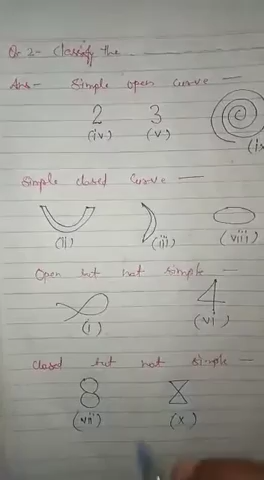 Q 2- Classify the
Ans- Simple open curve —
2 3
(iv) (v) (ix
Simple closed curve —
(ii) (iii) (viii)
Open but not simple —
4
(i) (vi)
Closed but not simple —
8
(vii) (x)